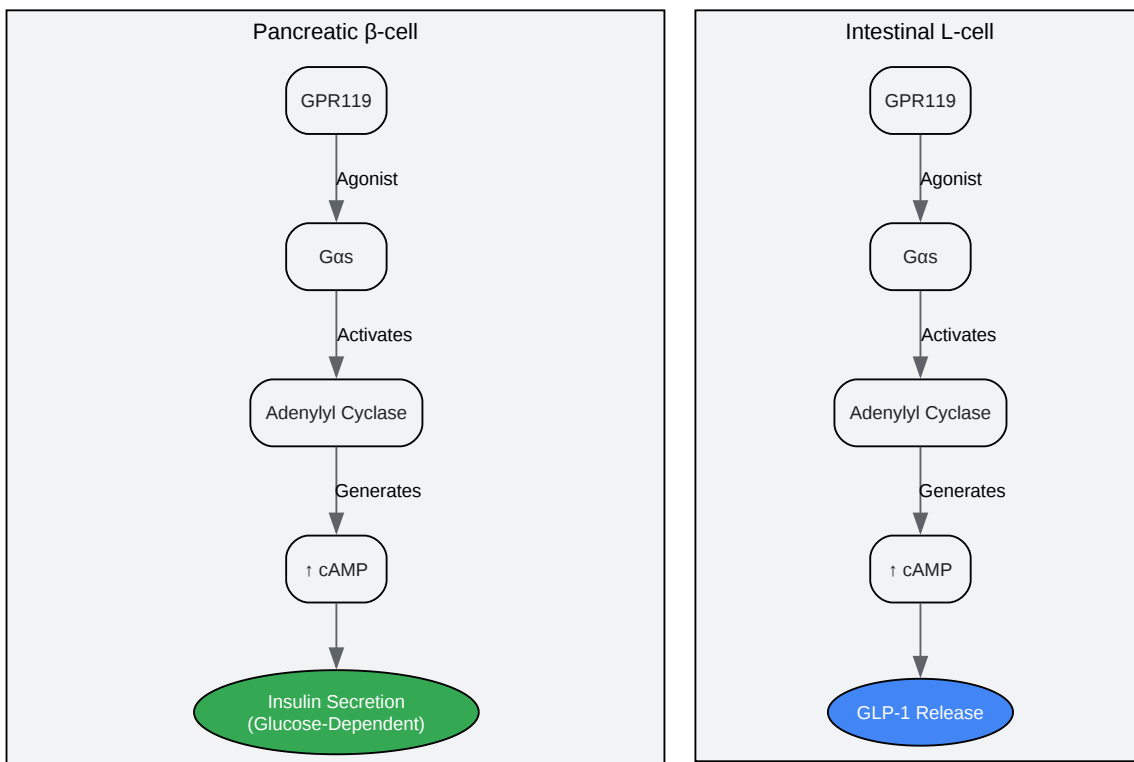 Pancreatic β-cell
GPR119
Agonist
Gαs
Activates
Adenylyl Cyclase
Generates
↑ cAMP
Insulin Secretion
(Glucose-Dependent)
Intestinal L-cell
GPR119
Agonist
Gαs
Activates
Adenylyl Cyclase
Generates
↑ cAMP
GLP-1 Release